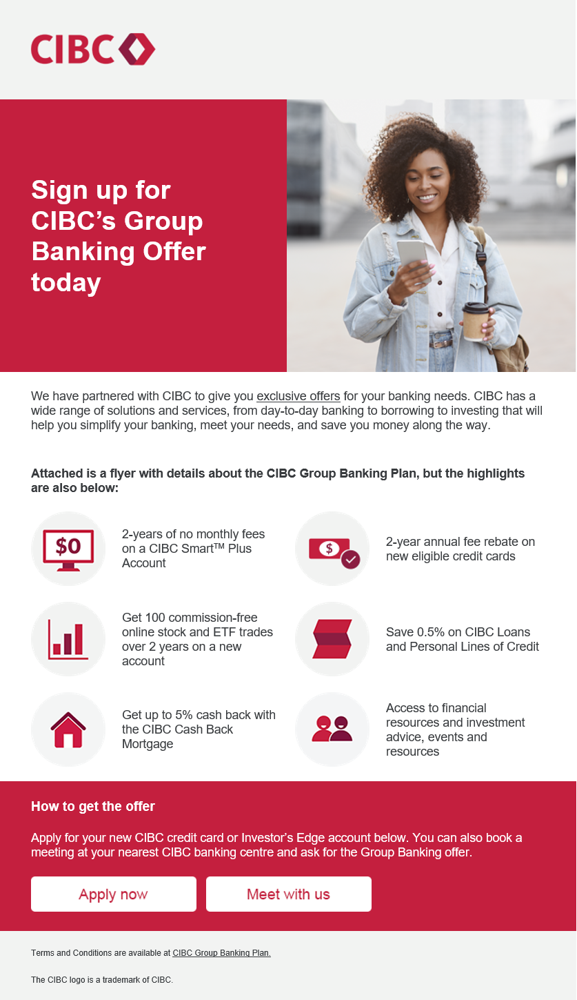 CIBC
Sign up for
CIBC’s Group
Banking Offer
today
We have partnered with CIBC to give you exclusive offers for your banking needs. CIBC has a
wide range of solutions and services, from day-to-day banking to borrowing to investing that will
help you simplify your banking, meet your needs, and save you money along the way.
Attached is a flyer with details about the CIBC Group Banking Plan, but the highlights
are also below:
$0
2-years of no monthly fees
on a CIBC Smart™ Plus
Account
$
2-year annual fee rebate on
new eligible credit cards
Get 100 commission-free
online stock and ETF trades
over 2 years on a new
account
Save 0.5% on CIBC Loans
and Personal Lines of Credit
Get up to 5% cash back with
the CIBC Cash Back
Mortgage
Access to financial
resources and investment
advice, events and
resources
How to get the offer
Apply for your new CIBC credit card or Investor’s Edge account below. You can also book a
meeting at your nearest CIBC banking centre and ask for the Group Banking offer.
Apply now
Meet with us
Terms and Conditions are available at CIBC Group Banking Plan.
The CIBC logo is a trademark of CIBC.